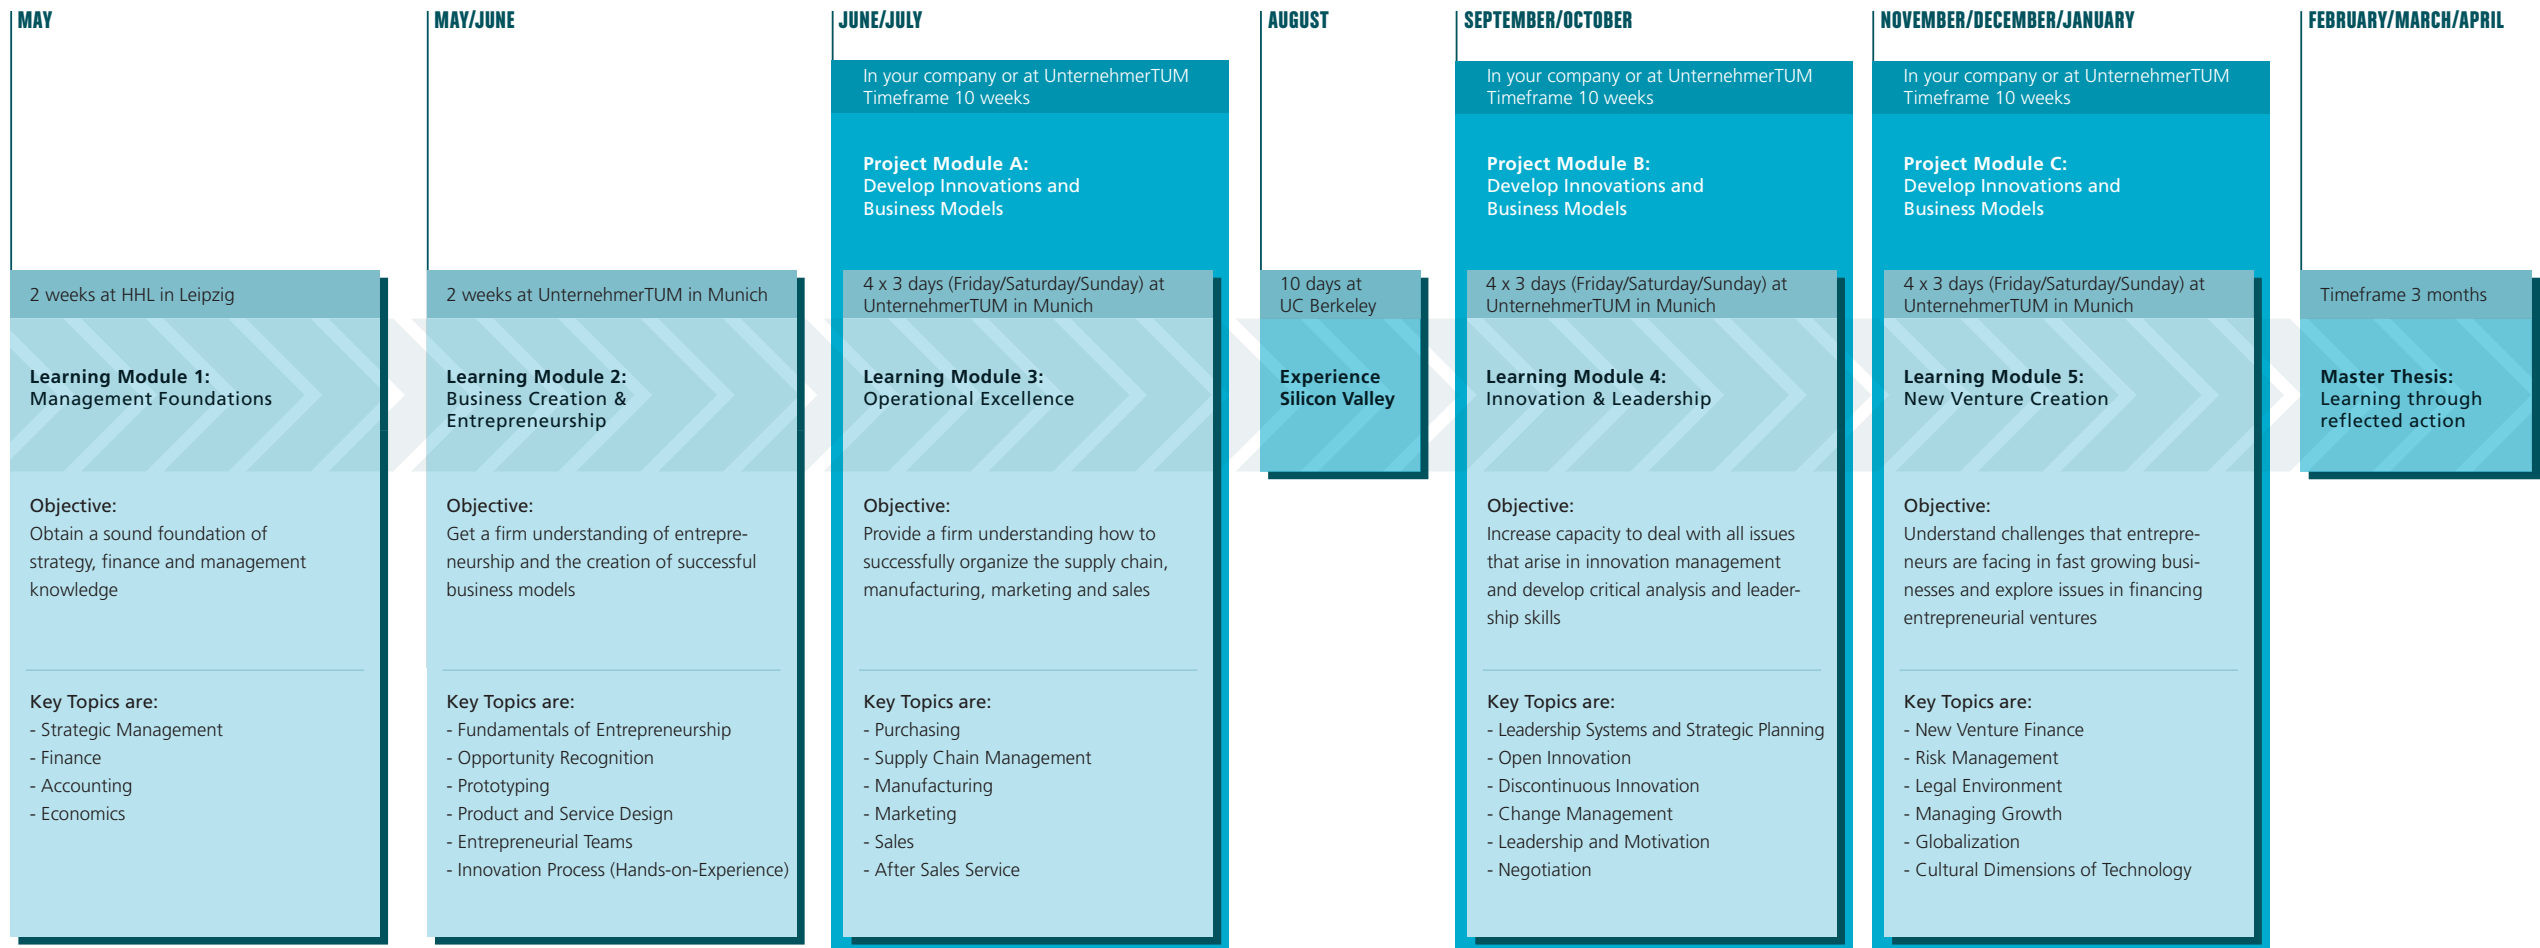 MAY
2 weeks at HHL in Leipzig
Learning Module 1:
Management Foundations
Objective:
Obtain a sound foundation of
strategy, finance and management
knowledge
Key Topics are:
- Strategic Management
- Finance
- Accounting
- Economics
MAY/JUNE
2 weeks at UnternehmerTUM in Munich
Learning Module 2:
Business Creation &
Entrepreneurship
Objective:
Get a firm understanding of entrepre-
neurship and the creation of successful
business models
Key Topics are:
- Fundamentals of Entrepreneurship
- Opportunity Recognition
- Prototyping
- Product and Service Design
- Entrepreneurial Teams
- Innovation Process (Hands-on-Experience)
JUNE/JULY
In your company or at UnternehmerTUM
Timeframe 10 weeks
Project Module A:
Develop Innovations and
Business Models
4 x 3 days (Friday/Saturday/Sunday) at
UnternehmerTUM in Munich
Learning Module 3:
Operational Excellence
Objective:
Provide a firm understanding how to
successfully organize the supply chain,
manufacturing, marketing and sales
Key Topics are:
- Purchasing
- Supply Chain Management
- Manufacturing
- Marketing
- Sales
- After Sales Service
AUGUST
10 days at
UC Berkeley
Experience
Silicon Valley
SEPTEMBER/OCTOBER
In your company or at UnternehmerTUM
Timeframe 10 weeks
Project Module B:
Develop Innovations and
Business Models
4 x 3 days (Friday/Saturday/Sunday) at
UnternehmerTUM in Munich
Learning Module 4:
Innovation & Leadership
Objective:
Increase capacity to deal with all issues
that arise in innovation management
and develop critical analysis and leader-
ship skills
Key Topics are:
- Leadership Systems and Strategic Planning
- Open Innovation
- Discontinuous Innovation
- Change Management
- Leadership and Motivation
- Negotiation
NOVEMBER/DECEMBER/JANUARY
In your company or at UnternehmerTUM
Timeframe 10 weeks
Project Module C:
Develop Innovations and
Business Models
4 x 3 days (Friday/Saturday/Sunday) at
UnternehmerTUM in Munich
Learning Module 5:
New Venture Creation
Objective:
Understand challenges that entrepre-
neurs are facing in fast growing busi-
nesses and explore issues in financing
entrepreneurial ventures
Key Topics are:
- New Venture Finance
- Risk Management
- Legal Environment
- Managing Growth
- Globalization
- Cultural Dimensions of Technology
FEBRUARY/MARCH/APRIL
Timeframe 3 months
Master Thesis:
Learning through
reflected action